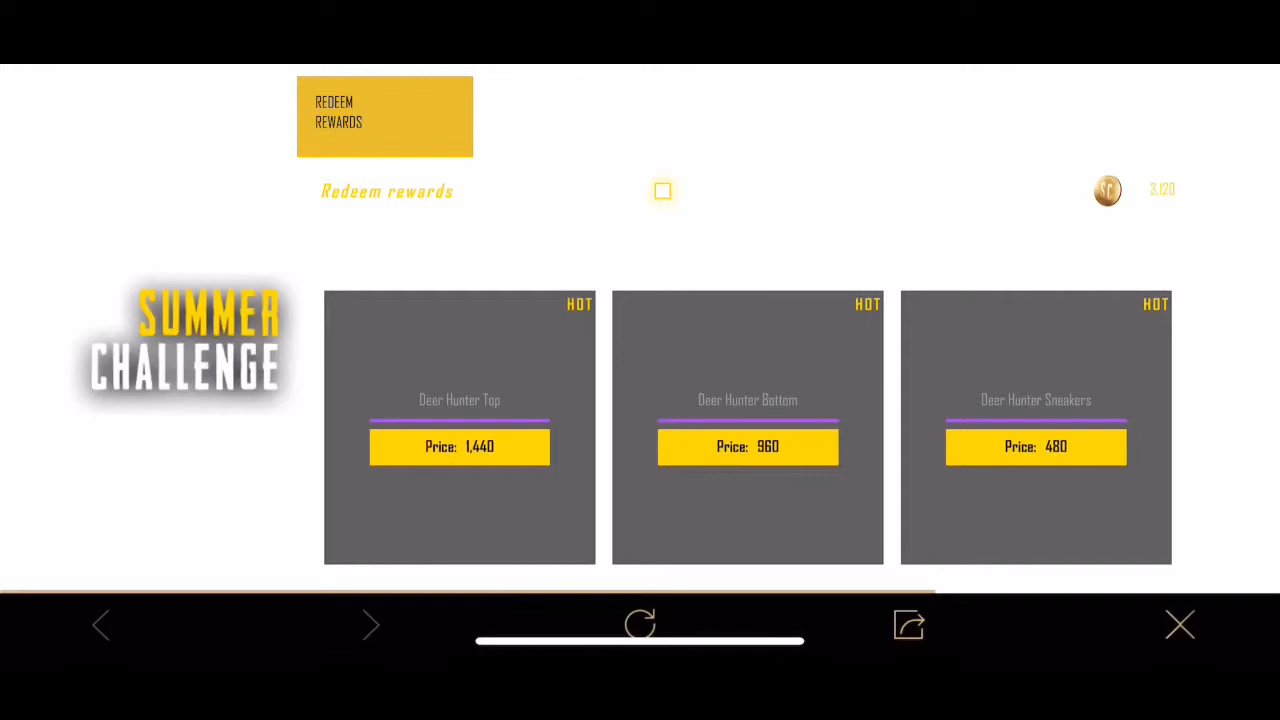 REDEEM
REWARDS
Redeem rewards
SC 3,120
SUMMER
CHALLENGE
HOT
HOT
HOT
Deer Hunter Top
Deer Hunter Bottom
Deer Hunter Sneakers
Price: 1,440
Price: 960
Price: 480